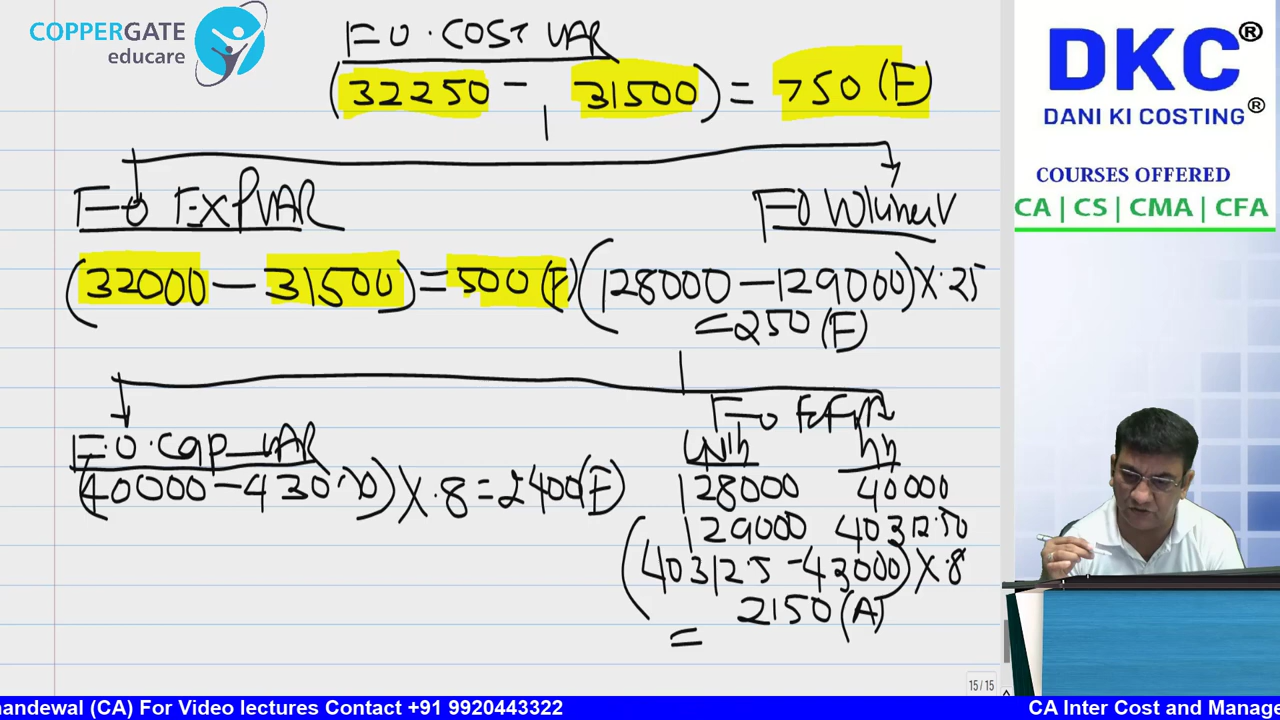 COPPERGATE
educare
F-O. COST VAR
(32250 - 31500) = 750 (F)
F-O EXP VAR
F-O Volume V
(32000 - 31500) = 500 (F)
(128000 - 129000) X .25
= 250 (F)
F.O. Cap VAR
(40000 - 43000) X .8 = 2400 (F)
F-O
Unit hr
128000 40000
129000 40312.50
(40312.5 - 43000) X .8
= 2150 (A)
15/15
DKC®
DANI KI COSTING®
COURSES OFFERED
CA | CS | CMA | CFA
andewal (CA) For Video lectures Contact +91 9920443322
CA Inter Cost and Manage